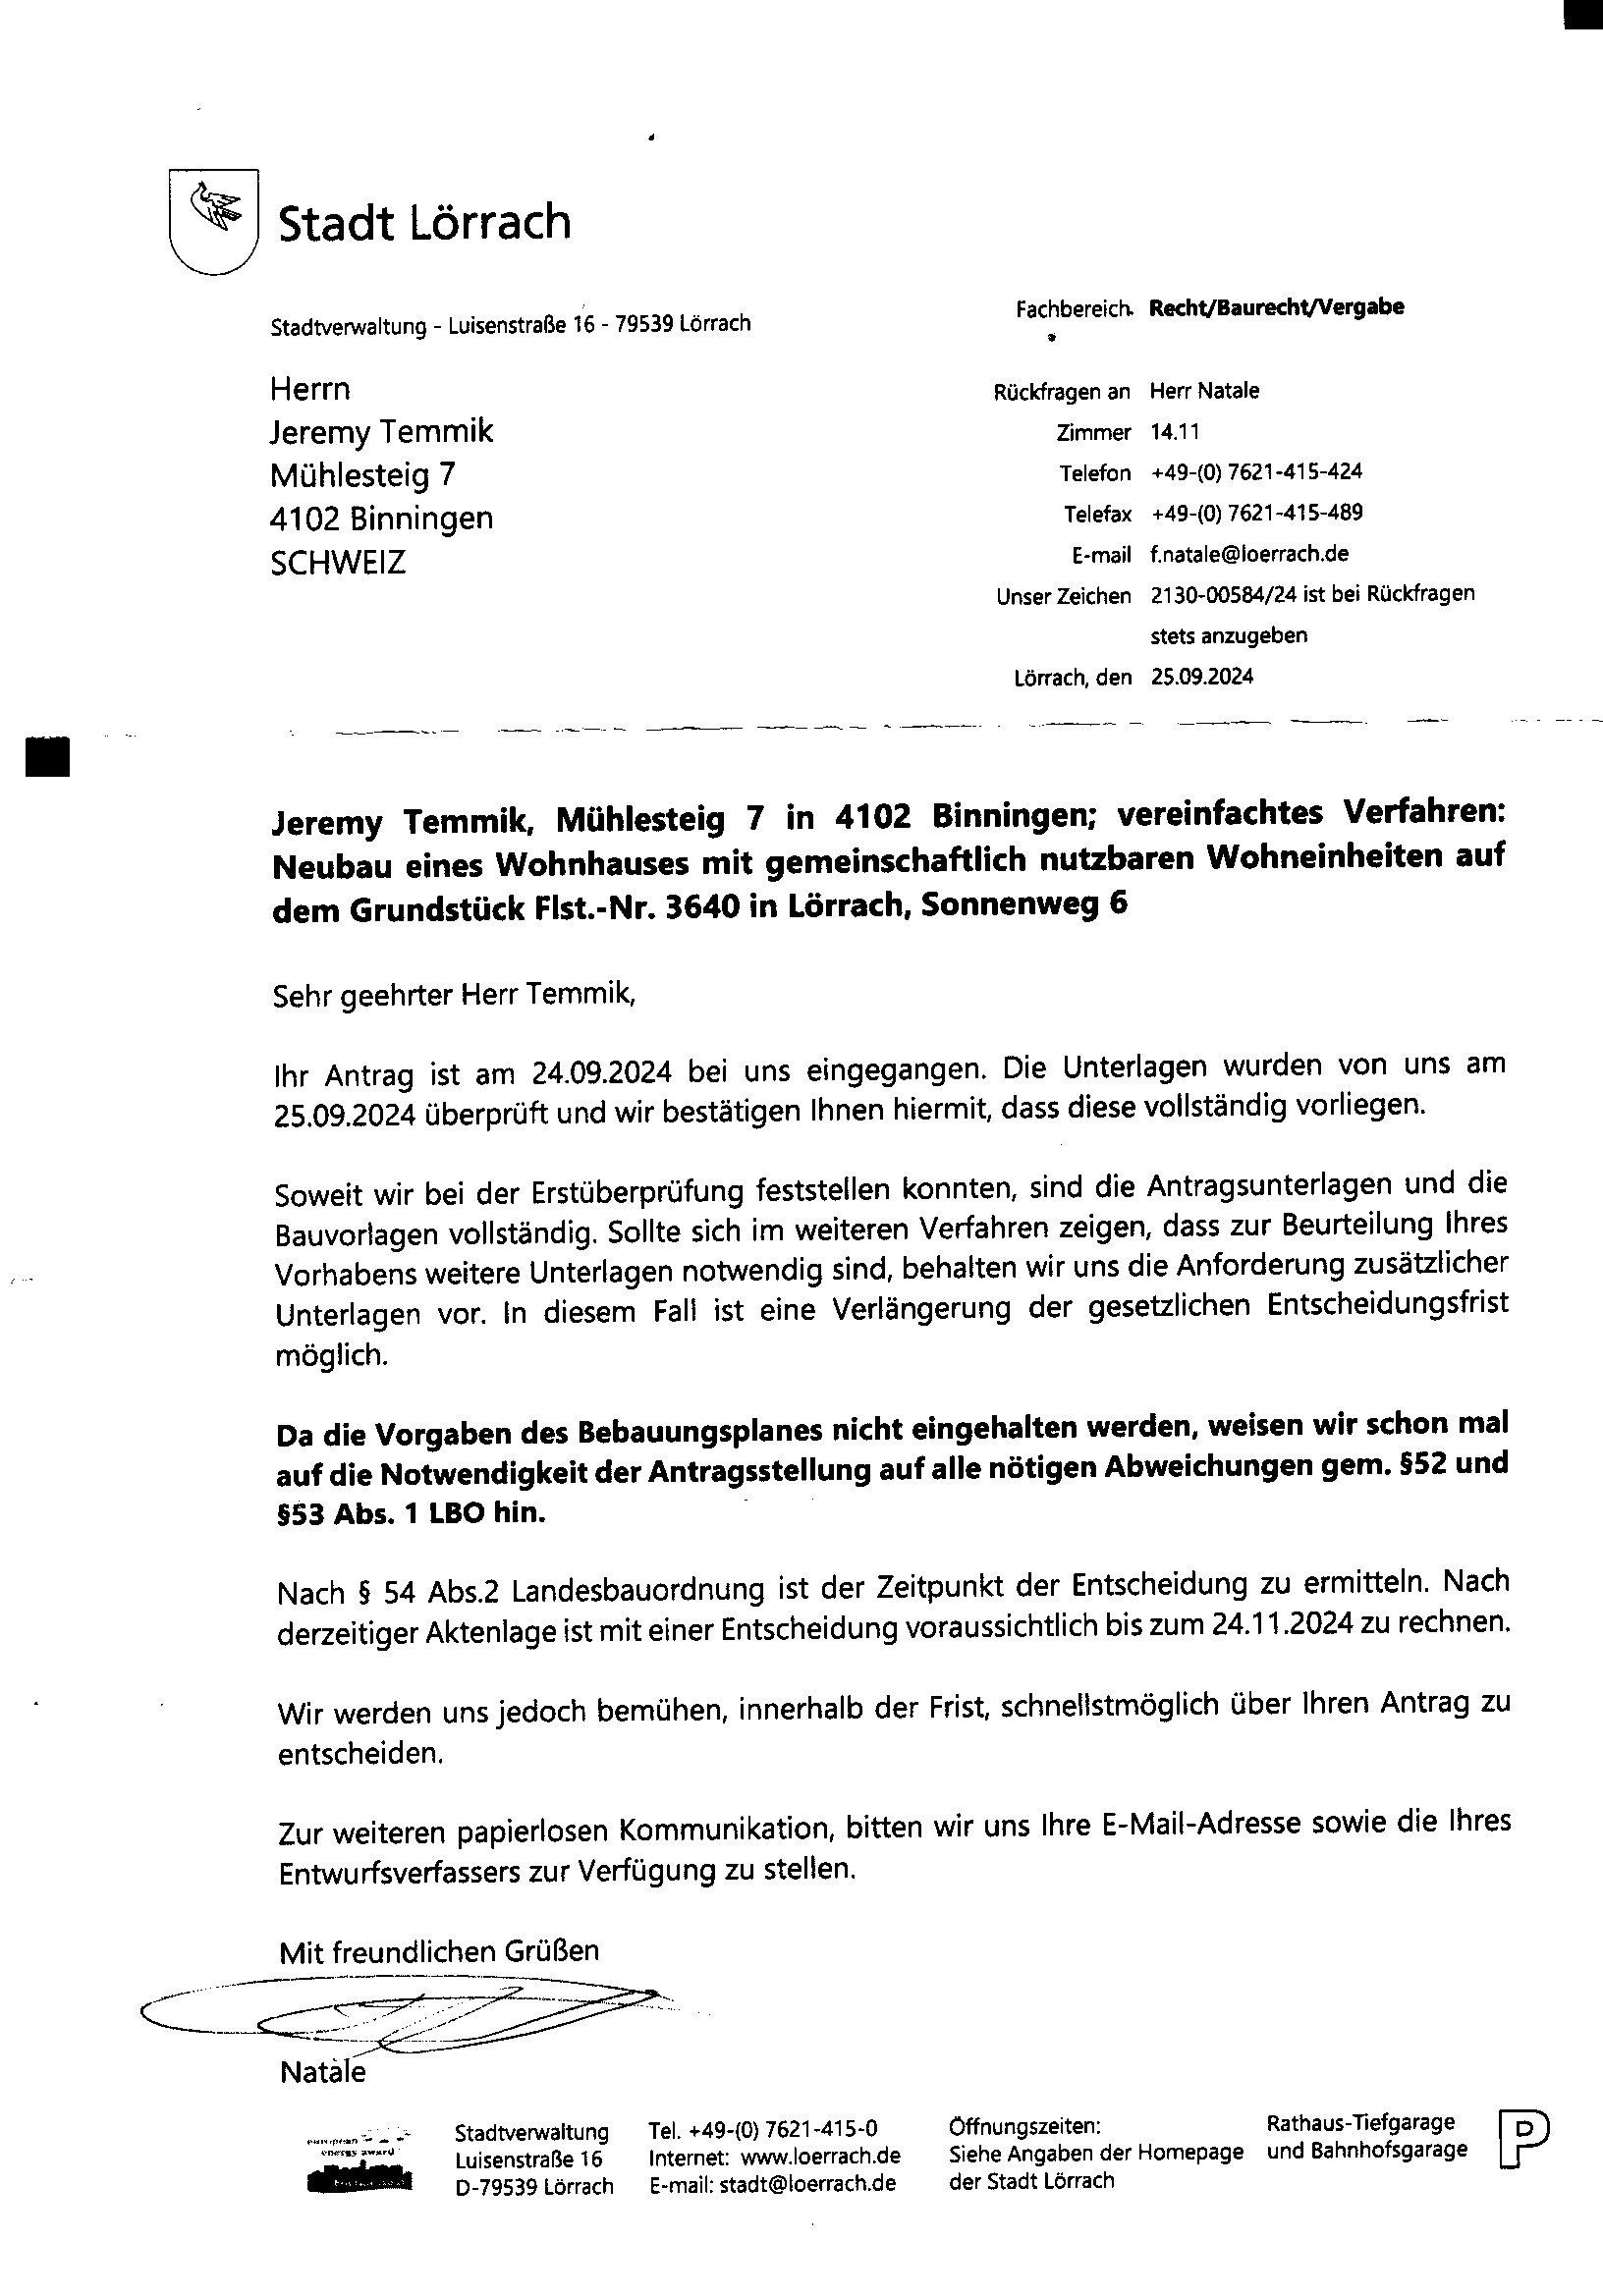 Stadt Lörrach
Stadtverwaltung - Luisenstraße 16 - 79539 Lörrach
Herrn
Jeremy Temmik
Mühlesteig 7
4102 Binningen
SCHWEIZ
Fachbereich Recht/Baurecht/Vergabe
Rückfragen an Herr Natale
Zimmer 14.11
Telefon +49-(0) 7621-415-424
Telefax +49-(0) 7621-415-489
E-mail f.natale@loerrach.de
Unser Zeichen 2130-00584/24 ist bei Rückfragen
stets anzugeben
Lörrach, den 25.09.2024
Jeremy Temmik, Mühlesteig 7 in 4102 Binningen; vereinfachtes Verfahren:
Neubau eines Wohnhauses mit gemeinschaftlich nutzbaren Wohneinheiten auf
dem Grundstück Flst.-Nr. 3640 in Lörrach, Sonnenweg 6
Sehr geehrter Herr Temmik,
Ihr Antrag ist am 24.09.2024 bei uns eingegangen. Die Unterlagen wurden von uns am
25.09.2024 überprüft und wir bestätigen Ihnen hiermit, dass diese vollständig vorliegen.
Soweit wir bei der Erstüberprüfung feststellen konnten, sind die Antragsunterlagen und die
Bauvorlagen vollständig. Sollte sich im weiteren Verfahren zeigen, dass zur Beurteilung Ihres
Vorhabens weitere Unterlagen notwendig sind, behalten wir uns die Anforderung zusätzlicher
Unterlagen vor. In diesem Fall ist eine Verlängerung der gesetzlichen Entscheidungsfrist
möglich.
Da die Vorgaben des Bebauungsplanes nicht eingehalten werden, weisen wir schon mal
auf die Notwendigkeit der Antragsstellung auf alle nötigen Abweichungen gem. §52 und
§53 Abs. 1 LBO hin.
Nach § 54 Abs.2 Landesbauordnung ist der Zeitpunkt der Entscheidung zu ermitteln. Nach
derzeitiger Aktenlage ist mit einer Entscheidung voraussichtlich bis zum 24.11.2024 zu rechnen.
Wir werden uns jedoch bemühen, innerhalb der Frist, schnellstmöglich über Ihren Antrag zu
entscheiden.
Zur weiteren papierlosen Kommunikation, bitten wir uns Ihre E-Mail-Adresse sowie die Ihres
Entwurfsverfassers zur Verfügung zu stellen.
Mit freundlichen Grüßen
Natale
energy award
Stadtverwaltung
Luisenstraße 16
D-79539 Lörrach
Tel. +49-(0) 7621-415-0
Internet: www.loerrach.de
E-mail: stadt@loerrach.de
Öffnungszeiten:
Siehe Angaben der Homepage
der Stadt Lörrach
Rathaus-Tiefgarage
und Bahnhofsgarage
P